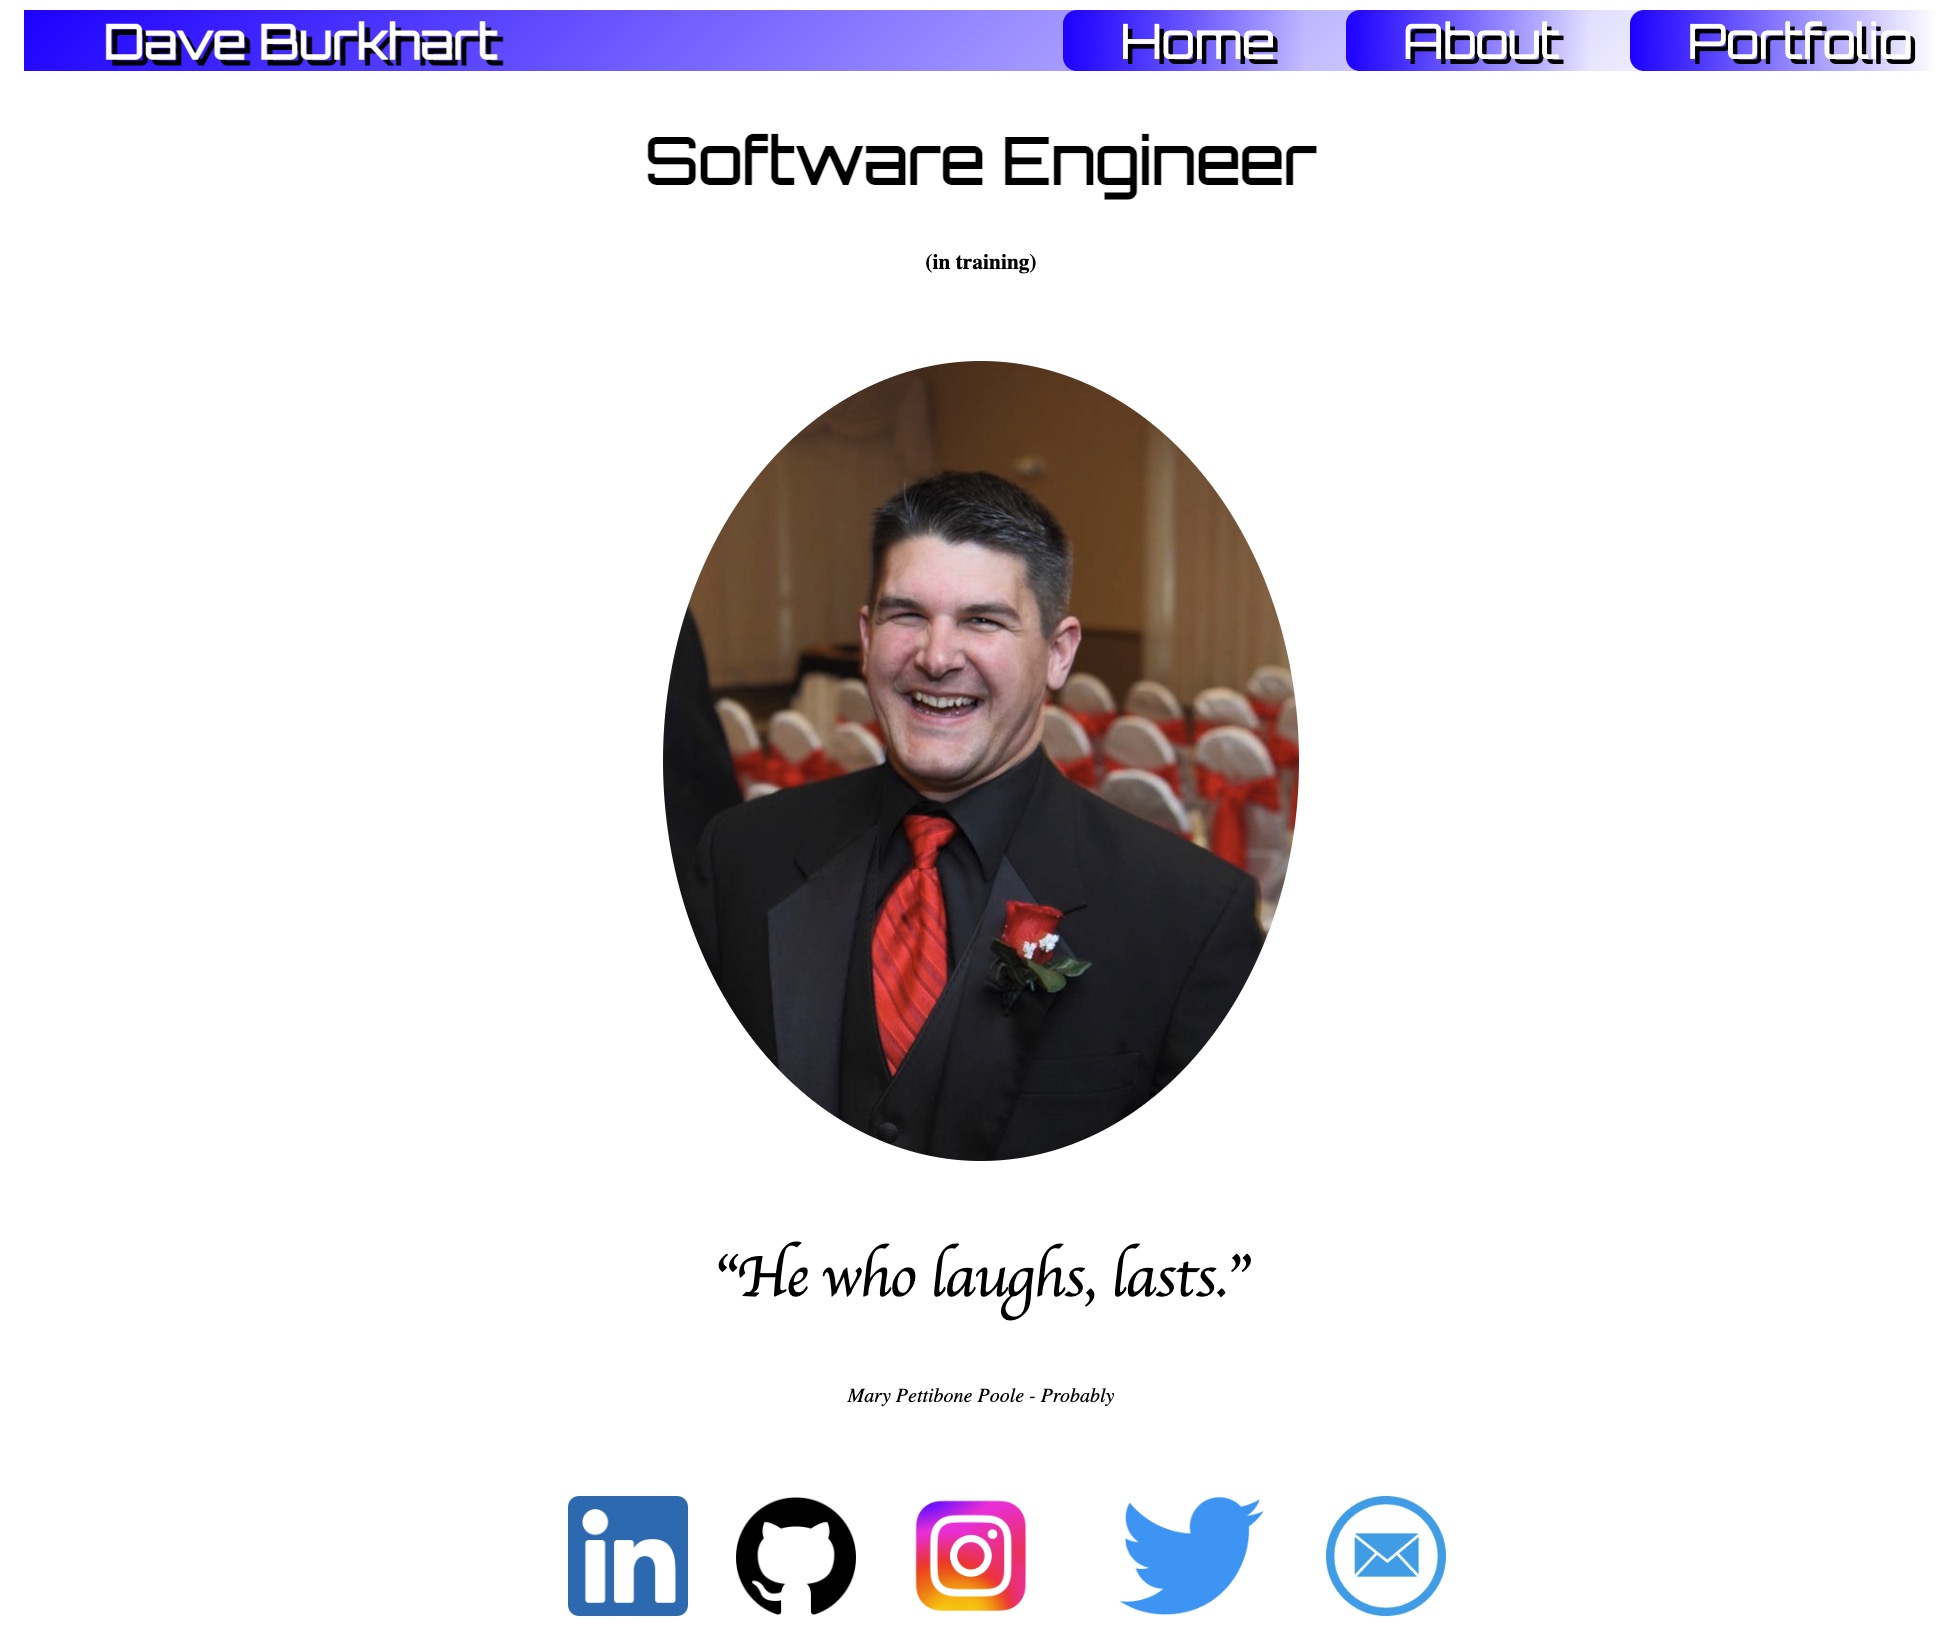 Dave Burkhart Home About Portfolio
Software Engineer
(in training)
“He who laughs, lasts.”
Mary Pettibone Poole - Probably
in